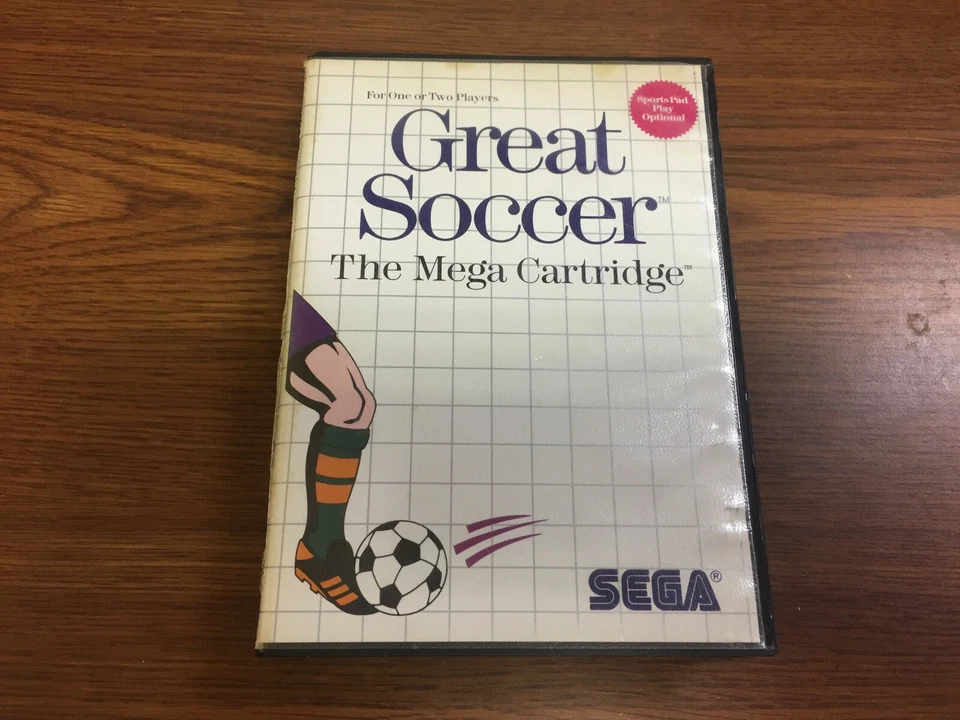 For One or Two Players
Sports Pad
Play
Optional
Great
Soccer™
The Mega Cartridge™
SEGA®